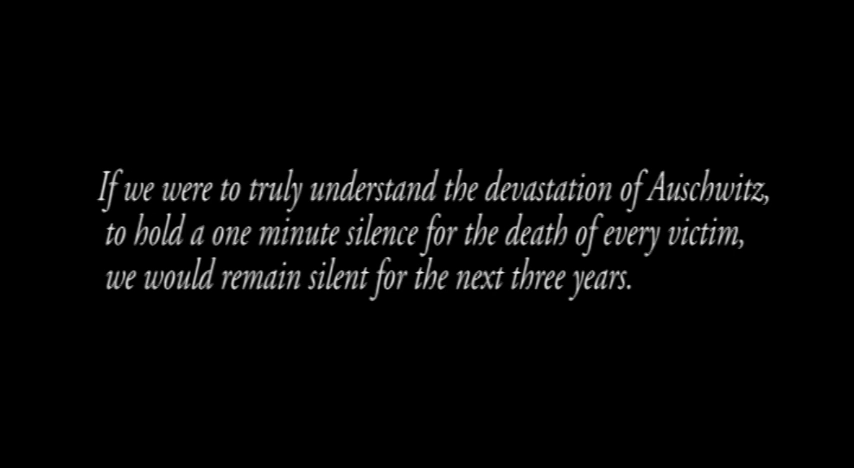 If we were to truly understand the devastation of Auschwitz,
to hold a one minute silence for the death of every victim,
we would remain silent for the next three years.